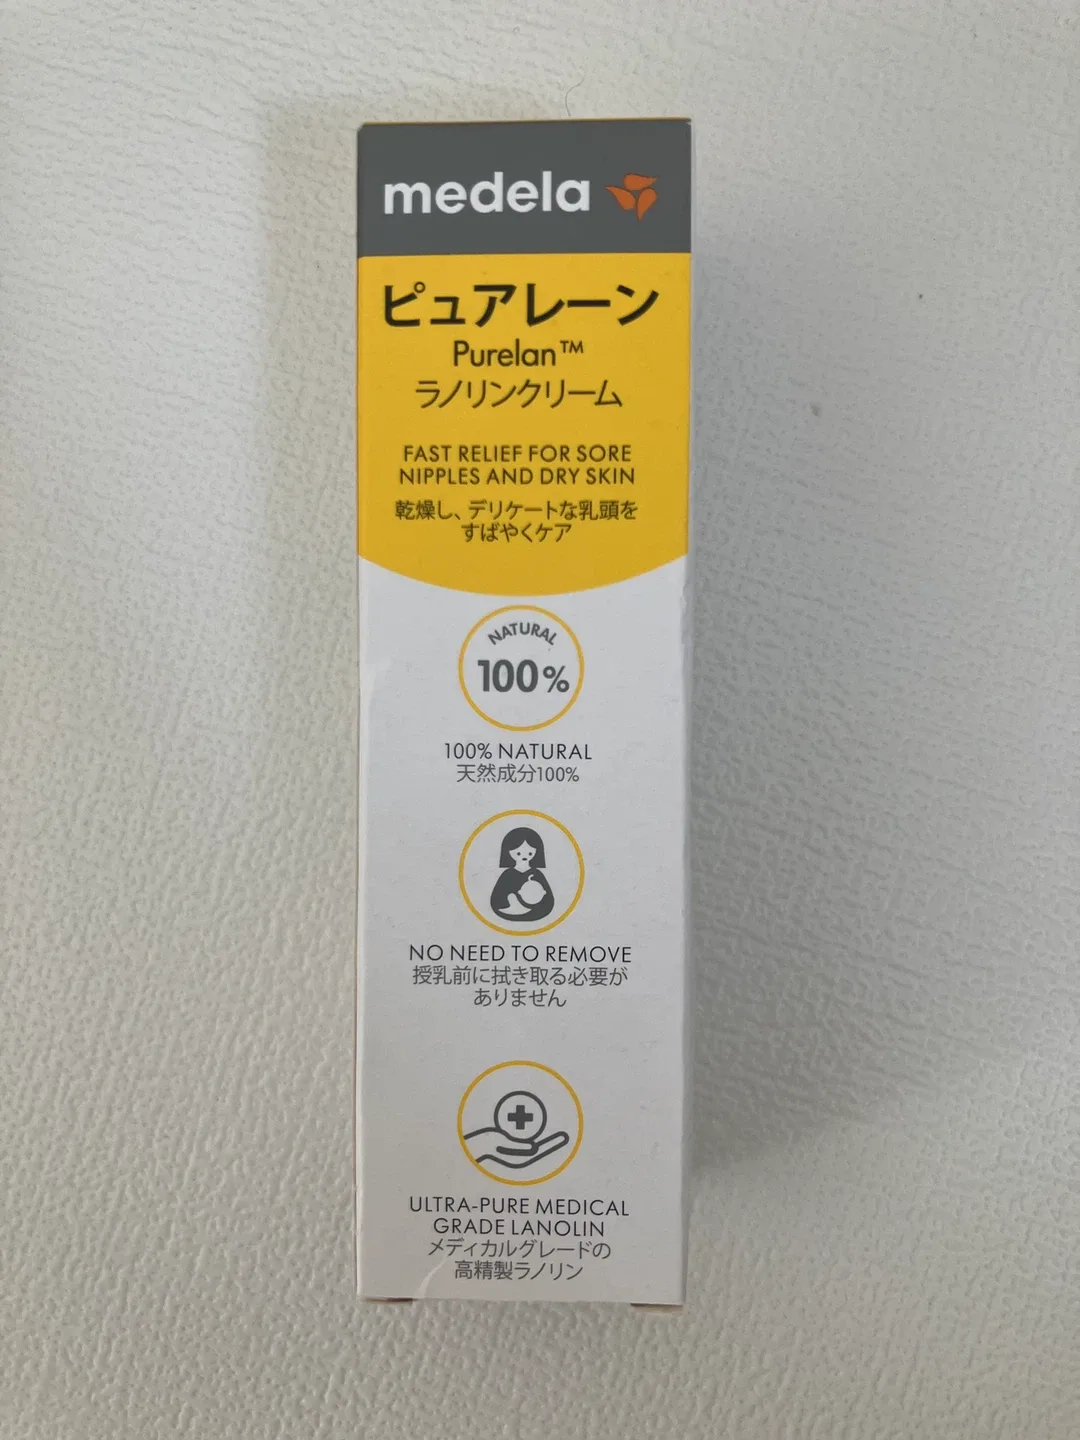 medela
ピュアレーン
Purelan™
ラノリンクリーム
FAST RELIEF FOR SORE
NIPPLES AND DRY SKIN
乾燥し、デリケートな乳頭を
すばやくケア
NATURAL
100%
100% NATURAL
天然成分100%
NO NEED TO REMOVE
授乳前に拭き取る必要が
ありません
ULTRA-PURE MEDICAL
GRADE LANOLIN
メディカルグレードの
高精製ラノリン